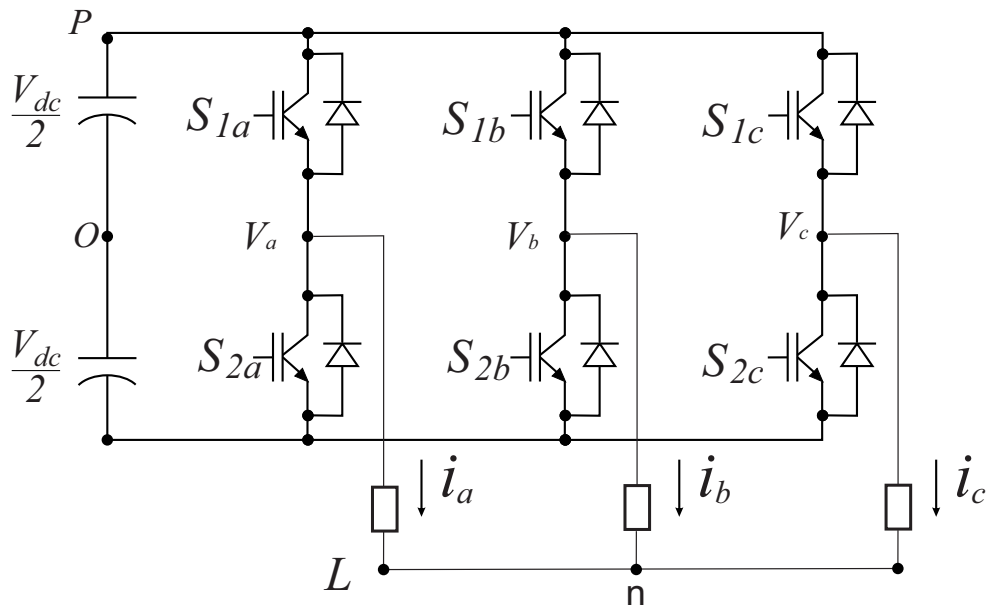 P
V_dc
2
S_1a
S_1b
S_1c
O
V_a
V_b
V_c
V_dc
2
S_2a
S_2b
S_2c
i_a
i_b
i_c
L
n